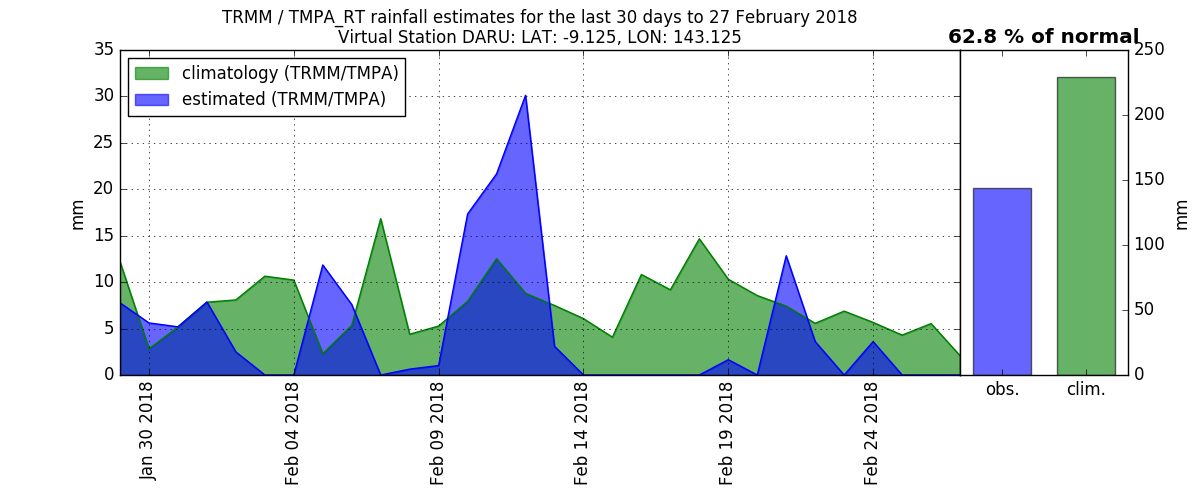 TRMM / TMPA_RT rainfall estimates for the last 30 days to 27 February 2018
Virtual Station DARU: LAT: -9.125, LON: 143.125
62.8 % of normal
climatology (TRMM/TMPA)
estimated (TRMM/TMPA)
35
30
25
20
15
10
5
0
mm
Jan 30 2018
Feb 04 2018
Feb 09 2018
Feb 14 2018
Feb 19 2018
Feb 24 2018
250
200
150
100
50
0
mm
obs.
clim.